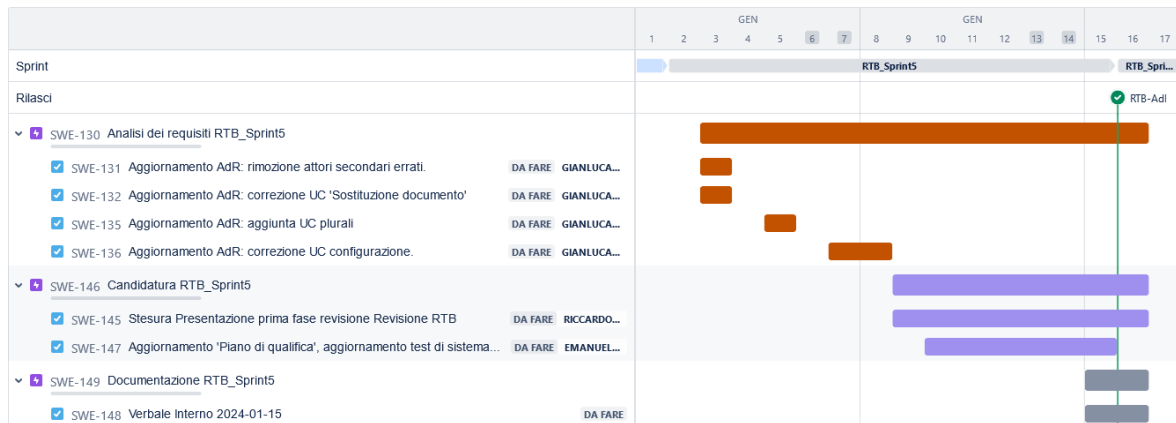 GEN GEN
1 2 3 4 5 6 7 8 9 10 11 12 13 14 15 16 17
Sprint RTB_Sprint5 RTB_Spri...
Rilasci RTB-AdI
SWE-130 Analisi dei requisiti RTB_Sprint5
SWE-131 Aggiornamento AdR: rimozione attori secondari errati. DA FARE GIANLUCA...
SWE-132 Aggiornamento AdR: correzione UC 'Sostituzione documento' DA FARE GIANLUCA...
SWE-135 Aggiornamento AdR: aggiunta UC plurali DA FARE GIANLUCA...
SWE-136 Aggiornamento AdR: correzione UC configurazione. DA FARE GIANLUCA...
SWE-146 Candidatura RTB_Sprint5
SWE-145 Stesura Presentazione prima fase revisione Revisione RTB DA FARE RICCARDO...
SWE-147 Aggiornamento 'Piano di qualifica', aggiornamento test di sistema... DA FARE EMANUEL...
SWE-149 Documentazione RTB_Sprint5
SWE-148 Verbale Interno 2024-01-15 DA FARE